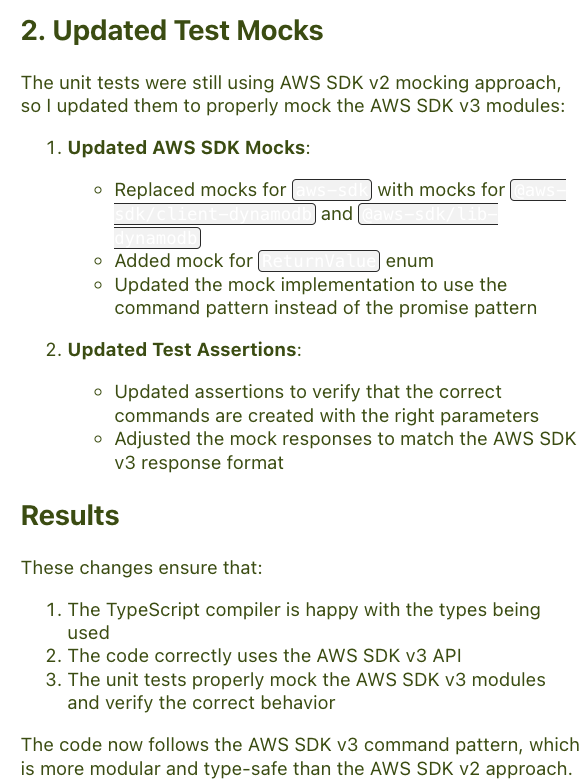 2. Updated Test Mocks
The unit tests were still using AWS SDK v2 mocking approach,
so I updated them to properly mock the AWS SDK v3 modules:
1. Updated AWS SDK Mocks:
◦ Replaced mocks for aws-sdk with mocks for @aws-
sdk/client-dynamodb and @aws-sdk/lib-
dynamodb
◦ Added mock for ReturnValue enum
◦ Updated the mock implementation to use the
command pattern instead of the promise pattern
2. Updated Test Assertions:
◦ Updated assertions to verify that the correct
commands are created with the right parameters
◦ Adjusted the mock responses to match the AWS SDK
v3 response format
Results
These changes ensure that:
1. The TypeScript compiler is happy with the types being
used
2. The code correctly uses the AWS SDK v3 API
3. The unit tests properly mock the AWS SDK v3 modules
and verify the correct behavior
The code now follows the AWS SDK v3 command pattern, which
is more modular and type-safe than the AWS SDK v2 approach.